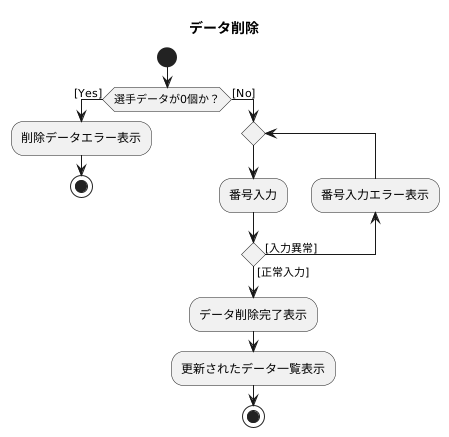 データ削除
[Yes]
選手データが0個か？
[No]
削除データエラー表示
番号入力
番号入力エラー表示
[入力異常]
[正常入力]
データ削除完了表示
更新されたデータ一覧表示